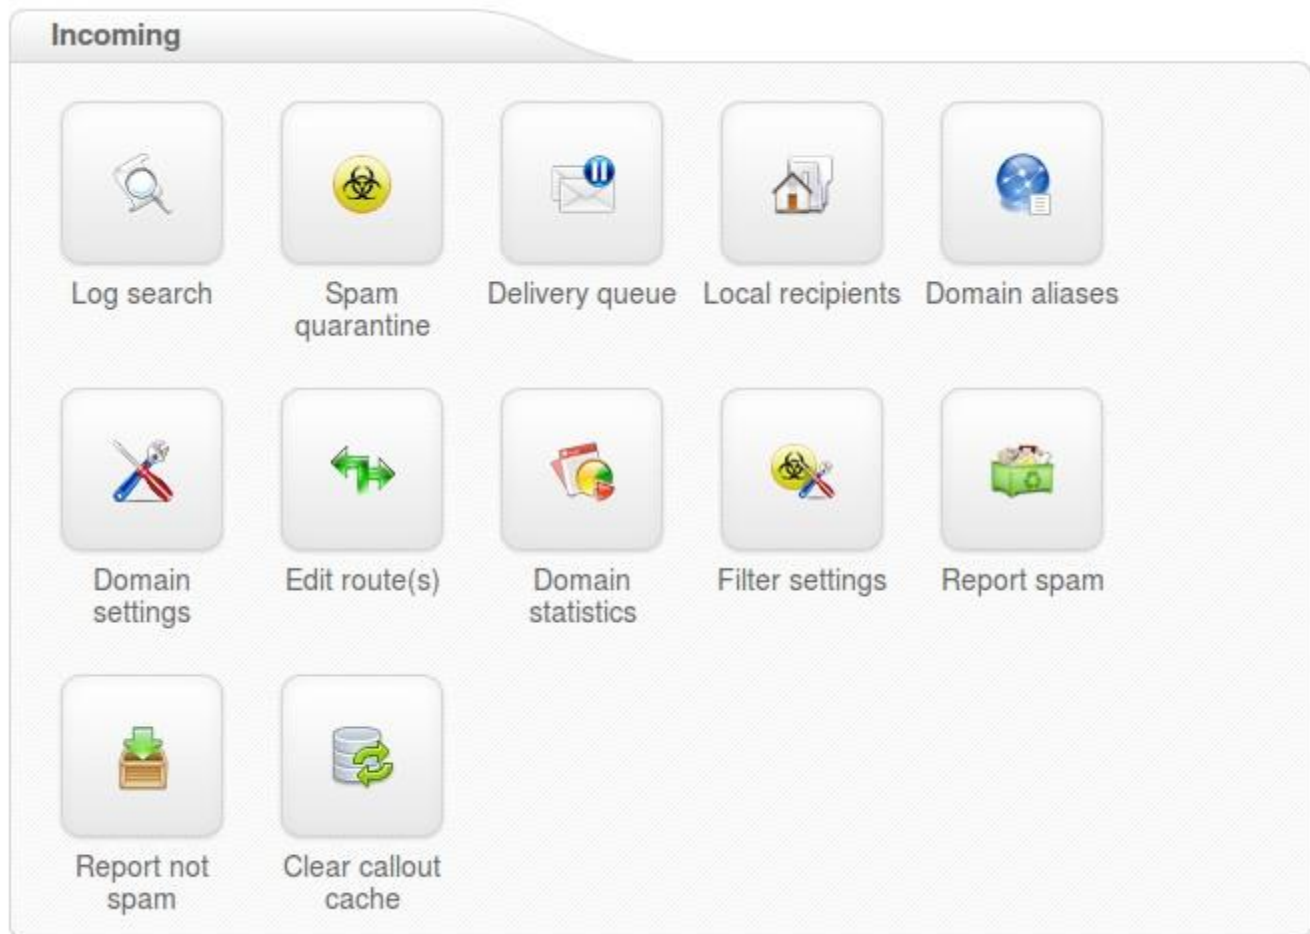 Incoming
Log search
Spam
quarantine
Delivery queue
Local recipients
Domain aliases
Domain
settings
Edit route(s)
Domain
statistics
Filter settings
Report spam
Report not
spam
Clear callout
cache